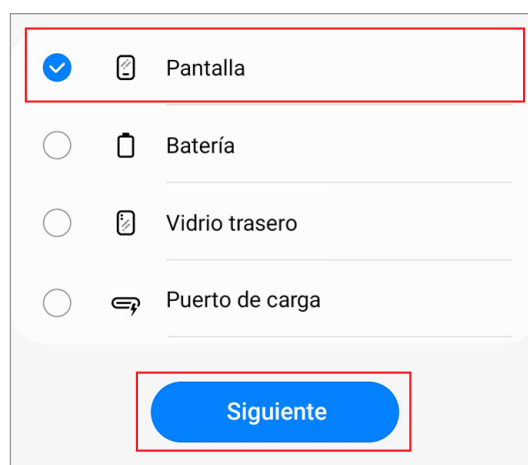 Pantalla
Batería
Vidrio trasero
Puerto de carga
Siguiente